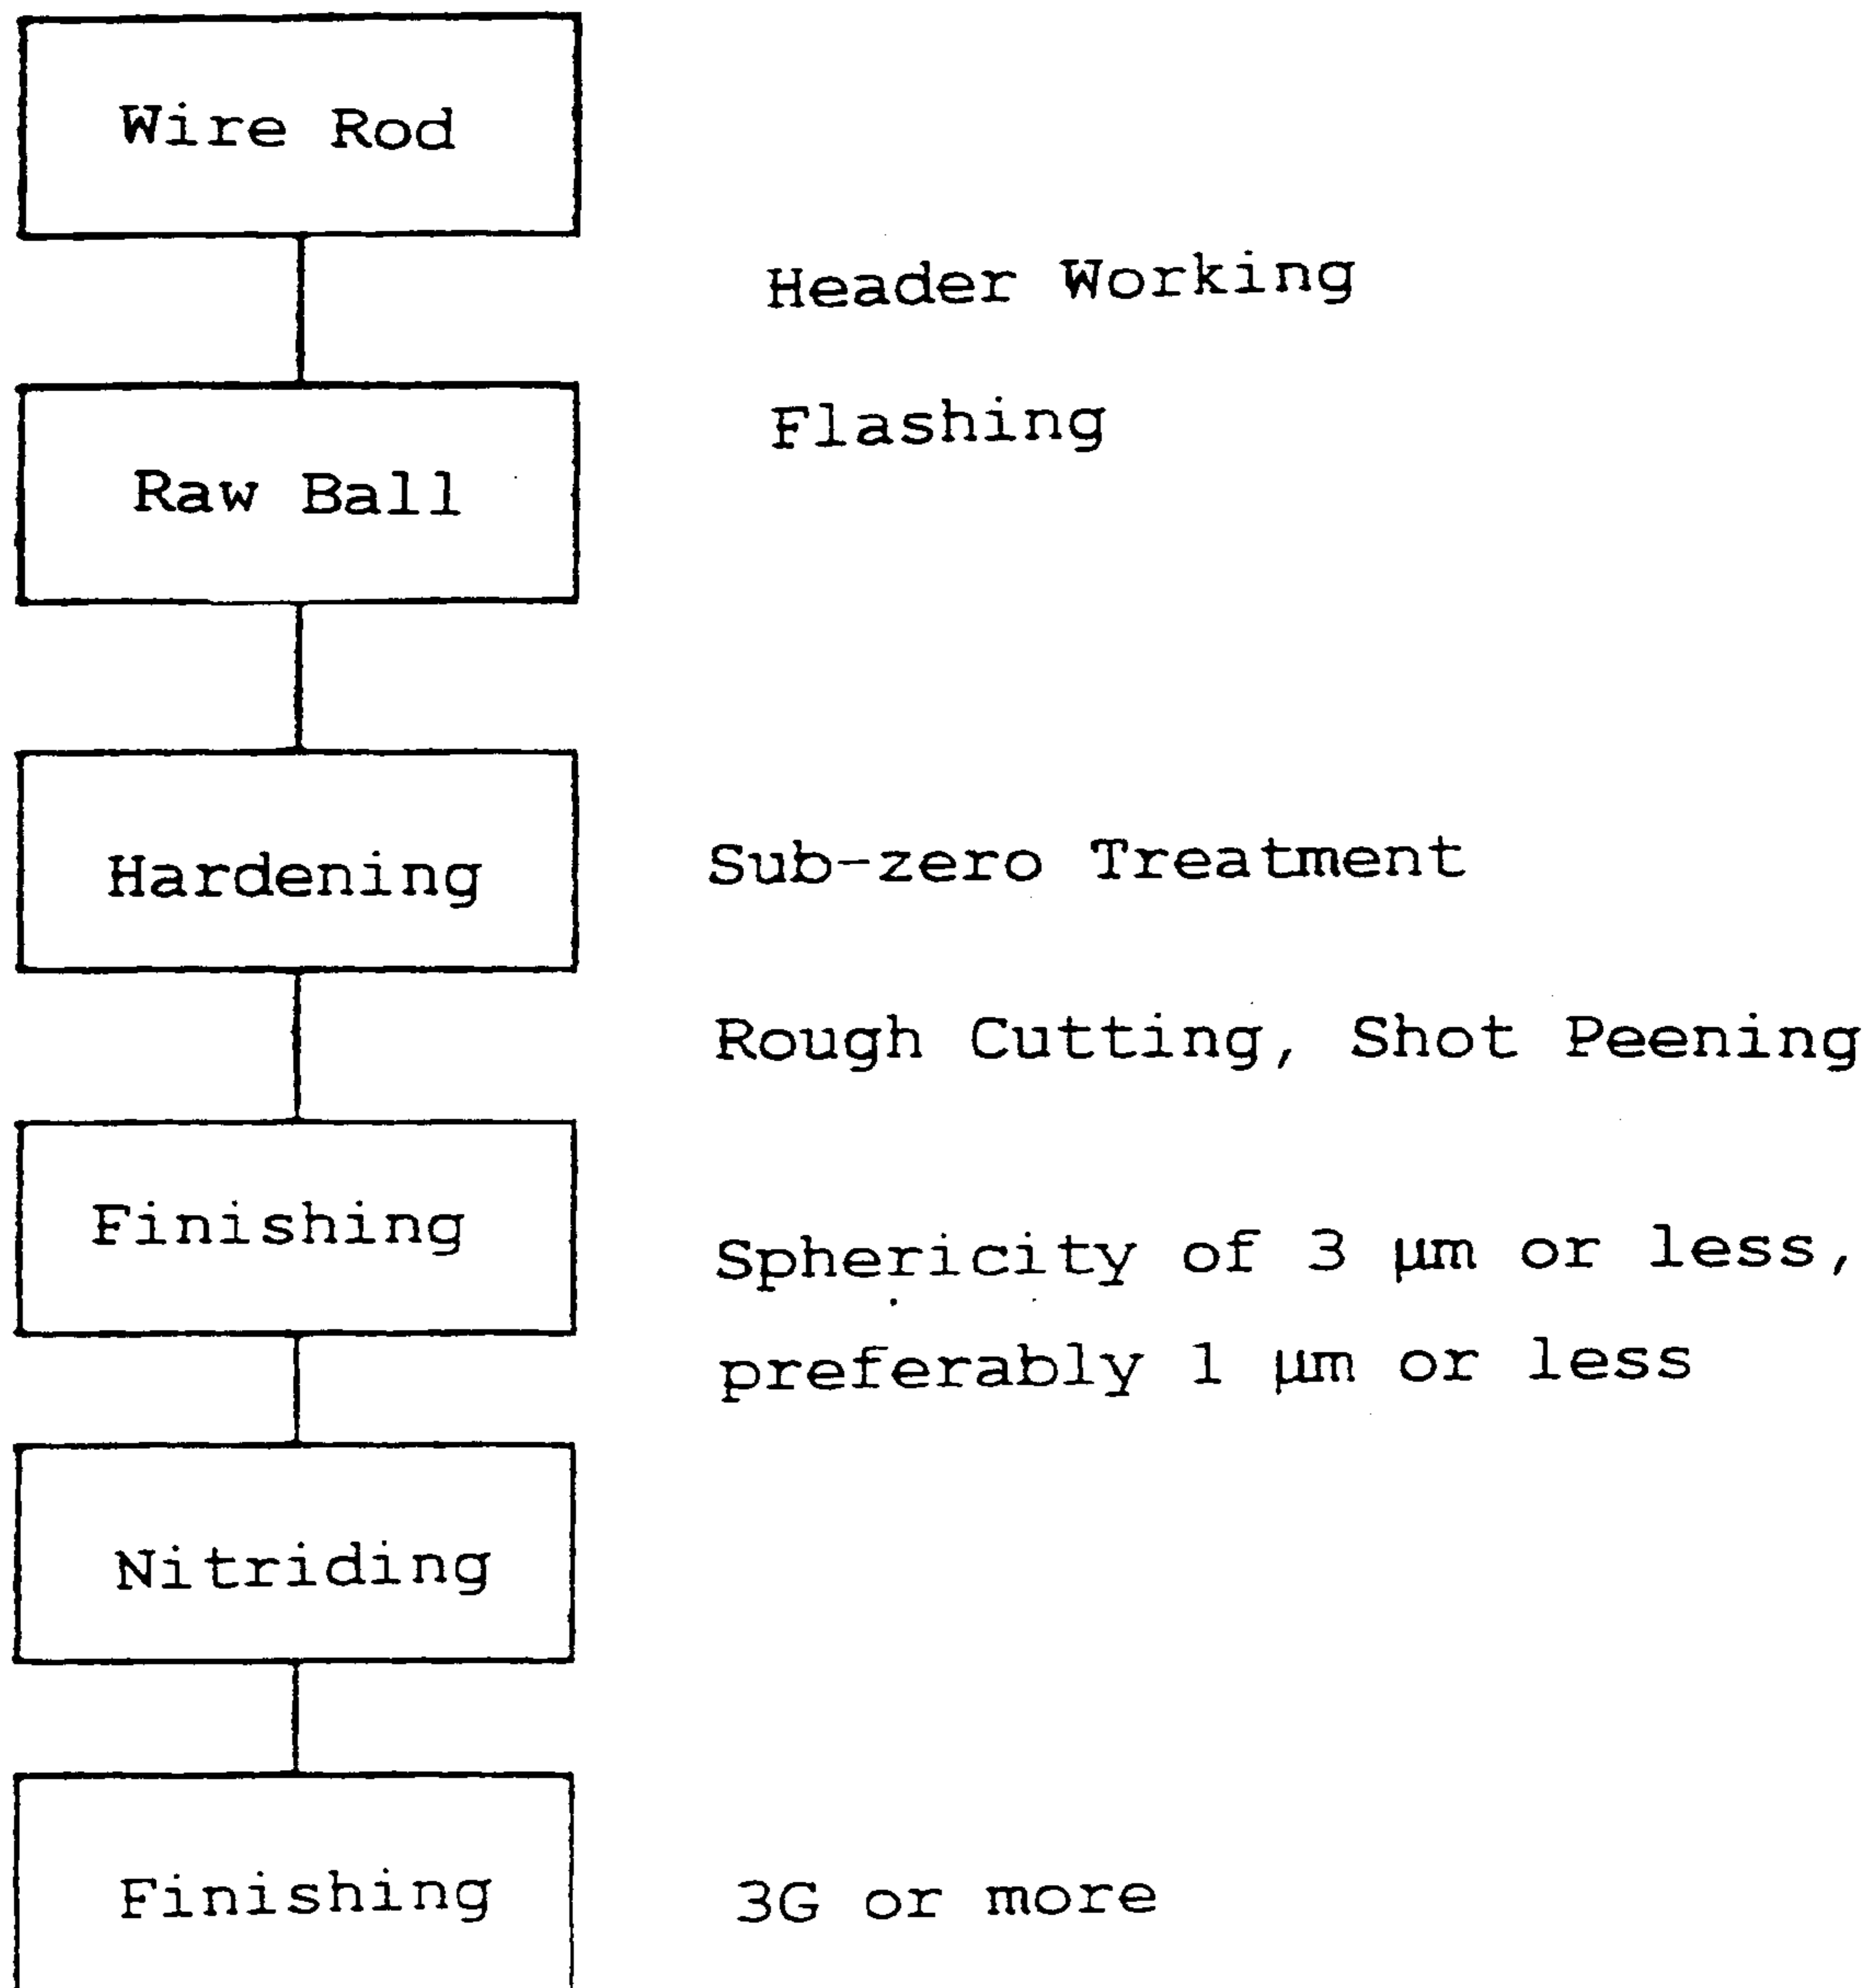 Wire Rod
Header Working
Flashing
Raw Ball
Hardening
Sub-zero Treatment
Rough Cutting, Shot Peening
Finishing
Sphericity of 3 μm or less,
preferably 1 μm or less
Nitriding
Finishing
3G or more